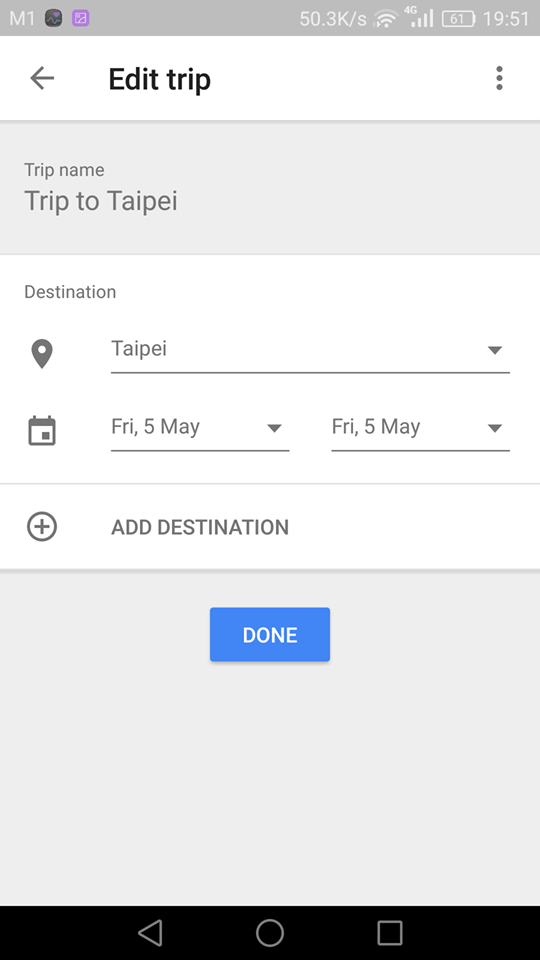 M1 50.3K/s 4G 61 19:51
Edit trip
Trip name
Trip to Taipei
Destination
Taipei
Fri, 5 May Fri, 5 May
ADD DESTINATION
DONE